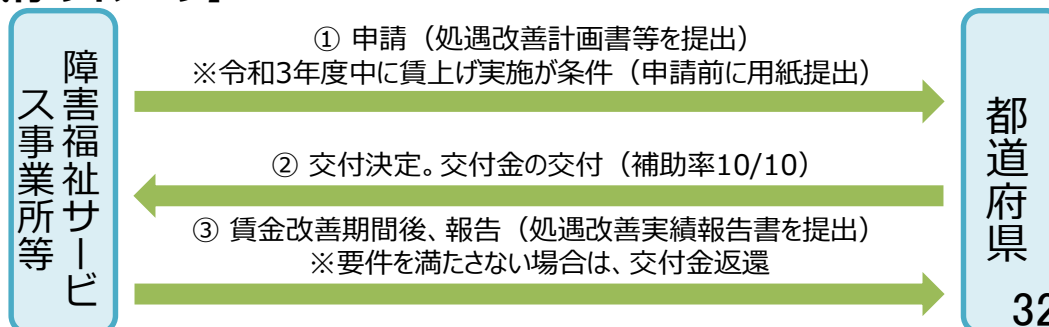 障害福祉サービ
ス事業所等
① 申請（処遇改善計画書等を提出）
※令和3年度中に賃上げ実施が条件（申請前に用紙提出）
② 交付決定。交付金の交付（補助率10/10）
③ 賃金改善期間後、報告（処遇改善実績報告書を提出）
※要件を満たさない場合は、交付金返還
都道府県
32